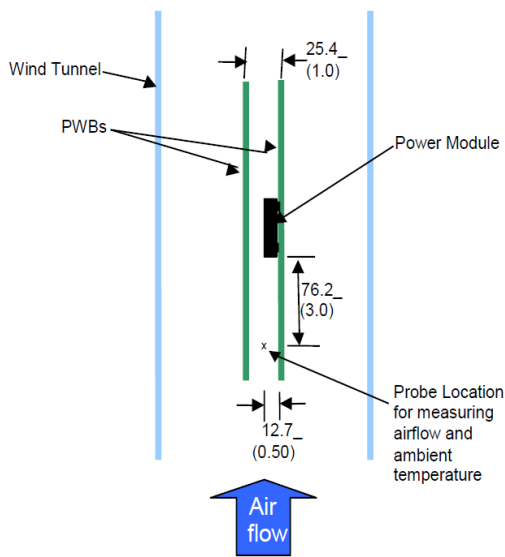 25.4_
(1.0)
Wind Tunnel
PWBs
Power Module
76.2_
(3.0)
x
Probe Location
for measuring
airflow and
ambient
temperature
12.7_
(0.50)
Air
flow